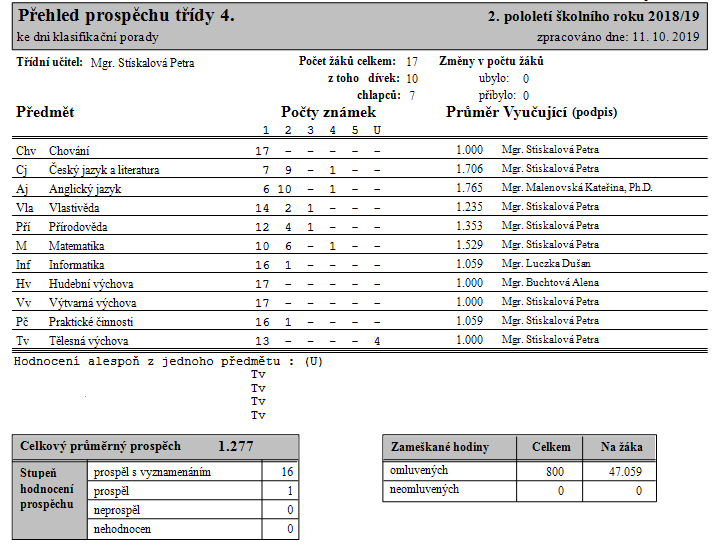 Přehled prospěchu třídy 4. 2. pololetí školního roku 2018/19
ke dni klasifikační porady zpracováno dne: 11. 10. 2019
Třídní učitel: Mgr. Stískalová Petra Počet žáků celkem: 17 Změny v počtu žáků
z toho dívek: 10 ubylo: 0
chlapců: 7 přibylo: 0
Předmět Počty známek Průměr Vyučující (podpis)
1 2 3 4 5 U
Chv Chování 17 – – – – – 1.000 Mgr. Stískalová Petra
Cj Český jazyk a literatura 7 9 – 1 – – 1.706 Mgr. Stískalová Petra
Aj Anglický jazyk 6 10 – 1 – – 1.765 Mgr. Malenovská Kateřina, Ph.D.
Vla Vlastivěda 14 2 1 – – – 1.235 Mgr. Stískalová Petra
Pří Přírodověda 12 4 1 – – – 1.353 Mgr. Stískalová Petra
M Matematika 10 6 – 1 – – 1.529 Mgr. Stískalová Petra
Inf Informatika 16 1 – – – – 1.059 Mgr. Luczka Dušan
Hv Hudební výchova 17 – – – – – 1.000 Mgr. Buchtová Alena
Vv Výtvarná výchova 17 – – – – – 1.000 Mgr. Stískalová Petra
Pč Praktické činnosti 16 1 – – – – 1.059 Mgr. Stískalová Petra
Tv Tělesná výchova 13 – – – – 4 1.000 Mgr. Stískalová Petra
Hodnocení alespoň z jednoho předmětu : (U)
Tv
Tv
Tv
Tv
Celkový průměrný prospěch 1.277
Stupeň hodnocení prospěchu
prospěl s vyznamenáním 16
prospěl 1
neprospěl 0
nehodnocen 0
Zameškané hodiny Celkem Na žáka
omluvených 800 47.059
neomluvených 0 0